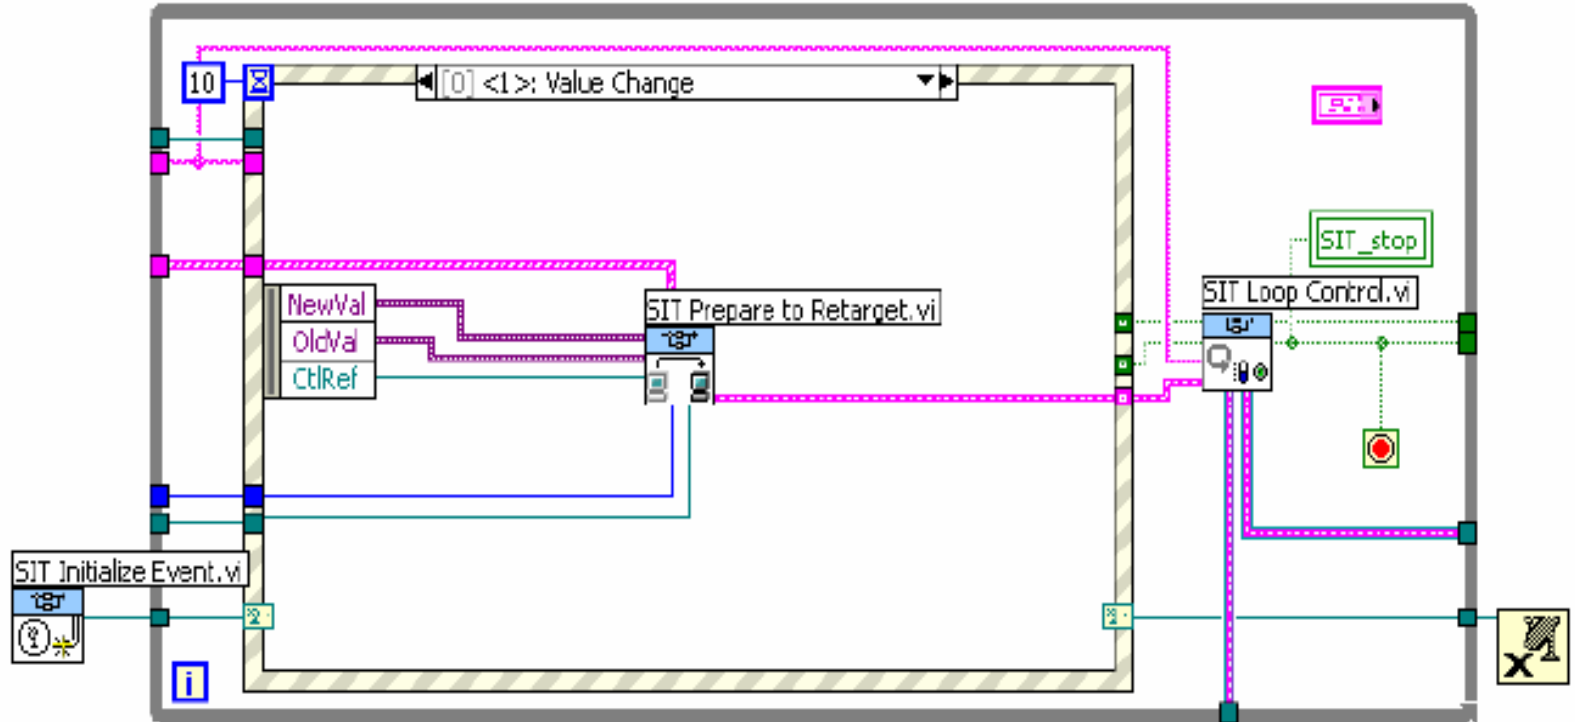 10
[0] <1>: Value Change
NewVal
OldVal
CtlRef
SIT Prepare to Retarget.vi
SIT_stop
SIT Loop Control.vi
SIT Initialize Event.vi
i